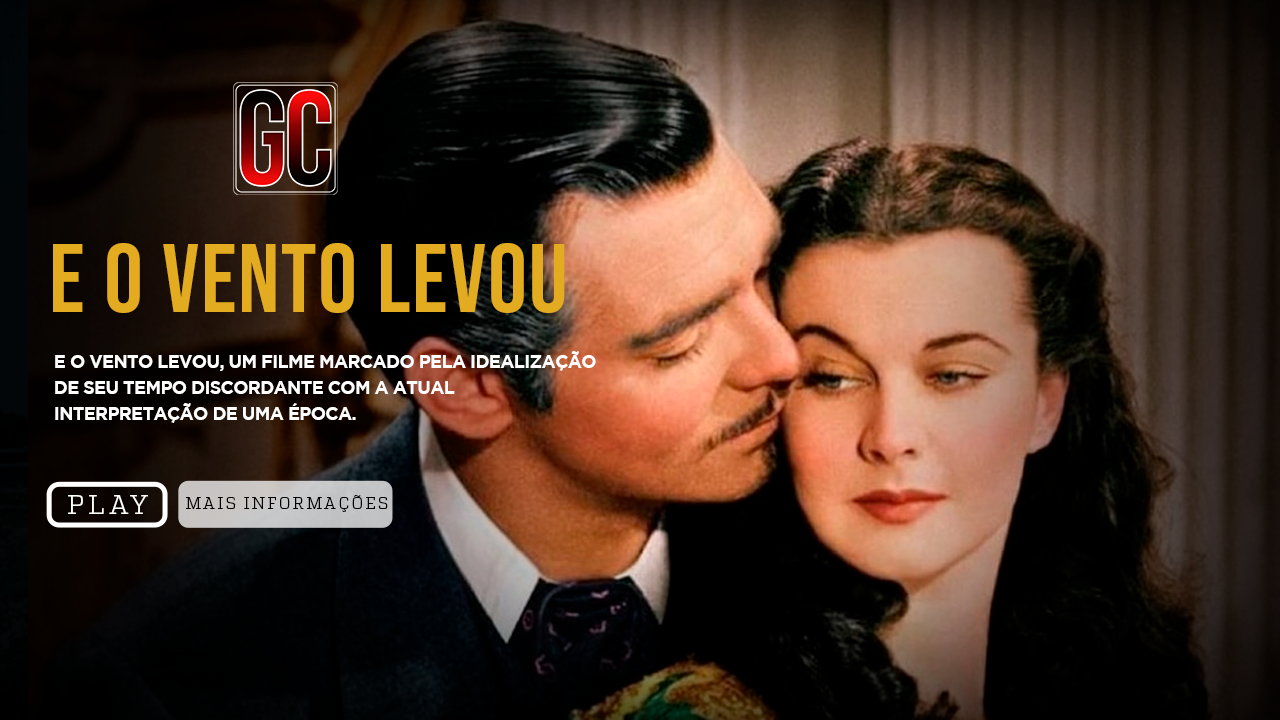 GC
E O VENTO LEVOU
E O VENTO LEVOU, UM FILME MARCADO PELA IDEALIZAÇÃO
DE SEU TEMPO DISCORDANTE COM A ATUAL
INTERPRETAÇÃO DE UMA ÉPOCA.
PLAY MAIS INFORMAÇÕES